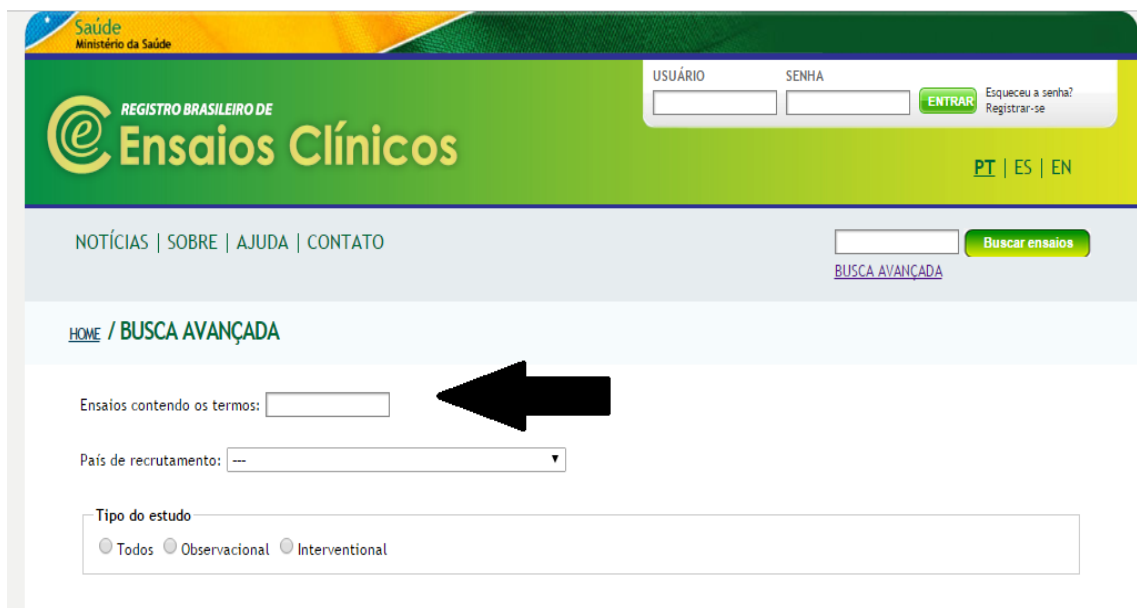 Saúde
Ministério da Saúde
USUÁRIO SENHA
ENTRAR
Esqueceu a senha?
Registrar-se
REGISTRO BRASILEIRO DE
Ensaios Clínicos
PT | ES | EN
NOTÍCIAS | SOBRE | AJUDA | CONTATO
Buscar ensaios
BUSCA AVANÇADA
HOME / BUSCA AVANÇADA
Ensaios contendo os termos:
País de recrutamento: ---
Tipo do estudo
Todos Observacional Interventional